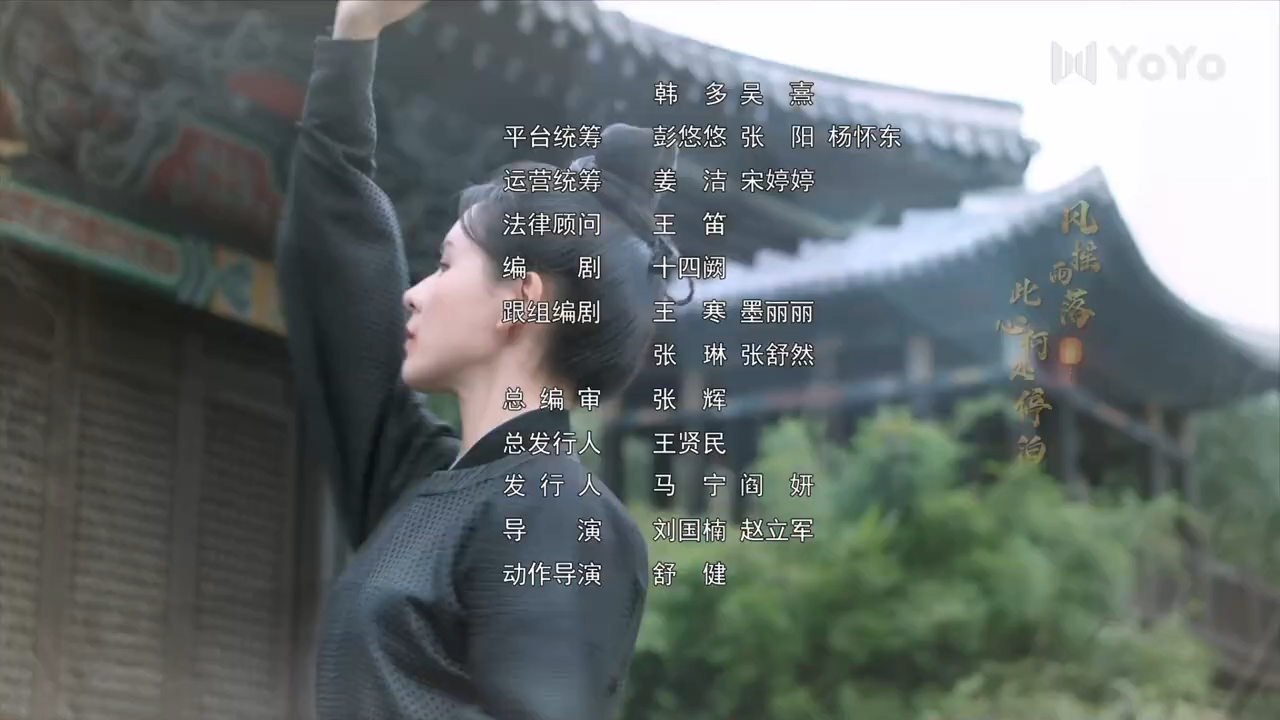 YoYo
韩 多 吴 熹
平台统筹 彭悠悠 张 阳 杨怀东
运营统筹 姜 洁 宋婷婷
法律顾问 王 笛
编 剧 十四阙
跟组编剧 王 寒 墨丽丽
张 琳 张舒然
总 编 审 张 辉
总发行人 王贤民
发 行 人 马 宁 阎 妍
导 演 刘国楠 赵立军
动作导演 舒 健
风摇雨落
此心何处停泊